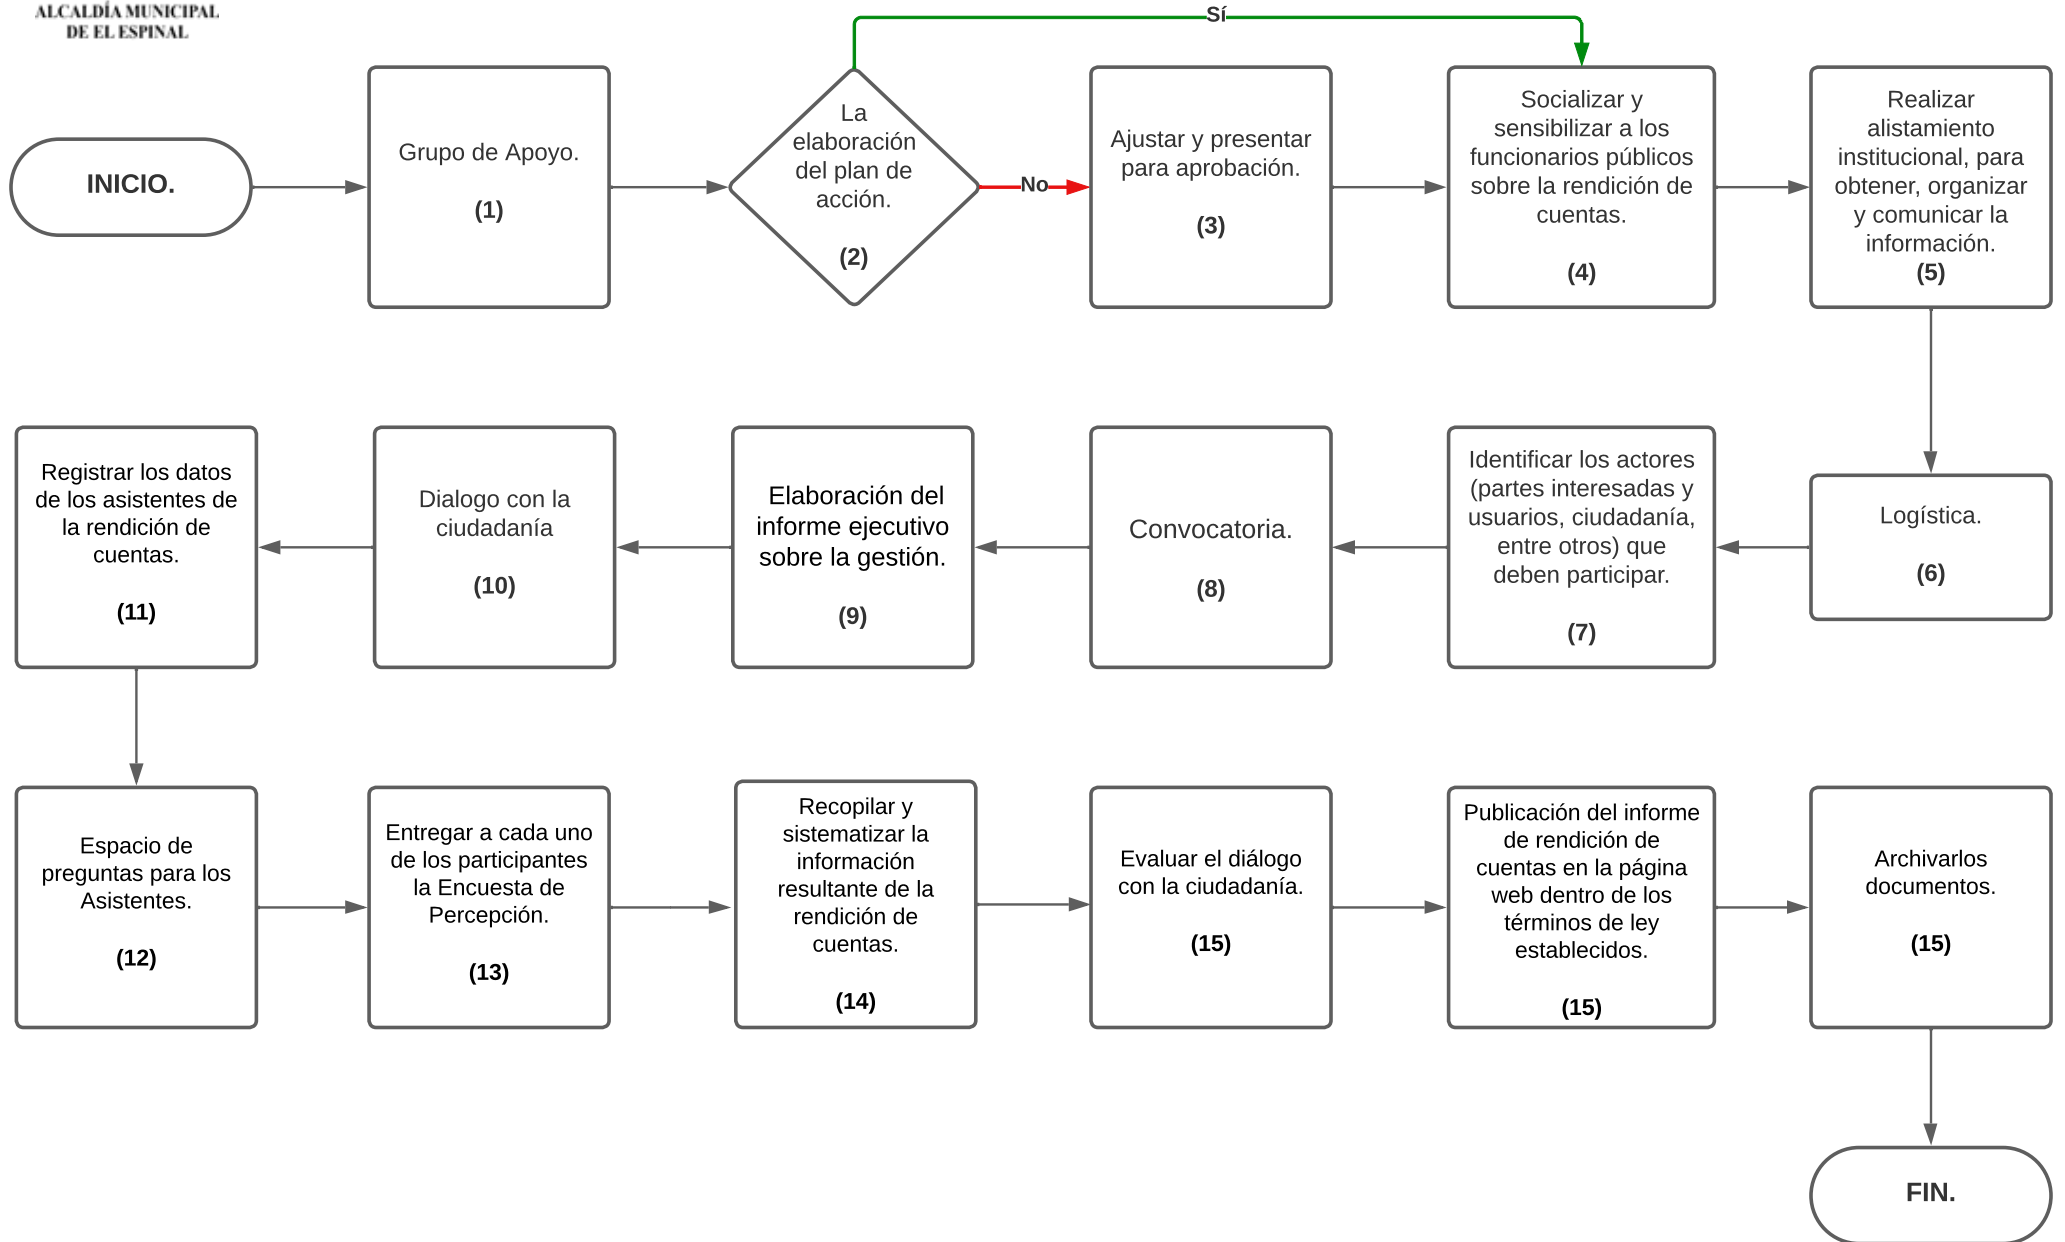 ALCALDÍA MUNICIPAL
DE EL ESPINAL
Sí
INICIO.
Grupo de Apoyo.
(1)
La
elaboración
del plan de
acción.
(2)
No
Ajustar y presentar
para aprobación.
(3)
Socializar y
sensibilizar a los
funcionarios públicos
sobre la rendición de
cuentas.
(4)
Realizar
alistamiento
institucional, para
obtener, organizar
y comunicar la
información.
(5)
Logística.
(6)
Identificar los actores
(partes interesadas y
usuarios, ciudadanía,
entre otros) que
deben participar.
(7)
Convocatoria.
(8)
Elaboración del
informe ejecutivo
sobre la gestión.
(9)
Dialogo con la
ciudadanía
(10)
Registrar los datos
de los asistentes de
la rendición de
cuentas.
(11)
Espacio de
preguntas para los
Asistentes.
(12)
Entregar a cada uno
de los participantes
la Encuesta de
Percepción.
(13)
Recopilar y
sistematizar la
información
resultante de la
rendición de
cuentas.
(14)
Evaluar el diálogo
con la ciudadanía.
(15)
Publicación del informe
de rendición de
cuentas en la página
web dentro de los
términos de ley
establecidos.
(15)
Archivarlos
documentos.
(15)
FIN.